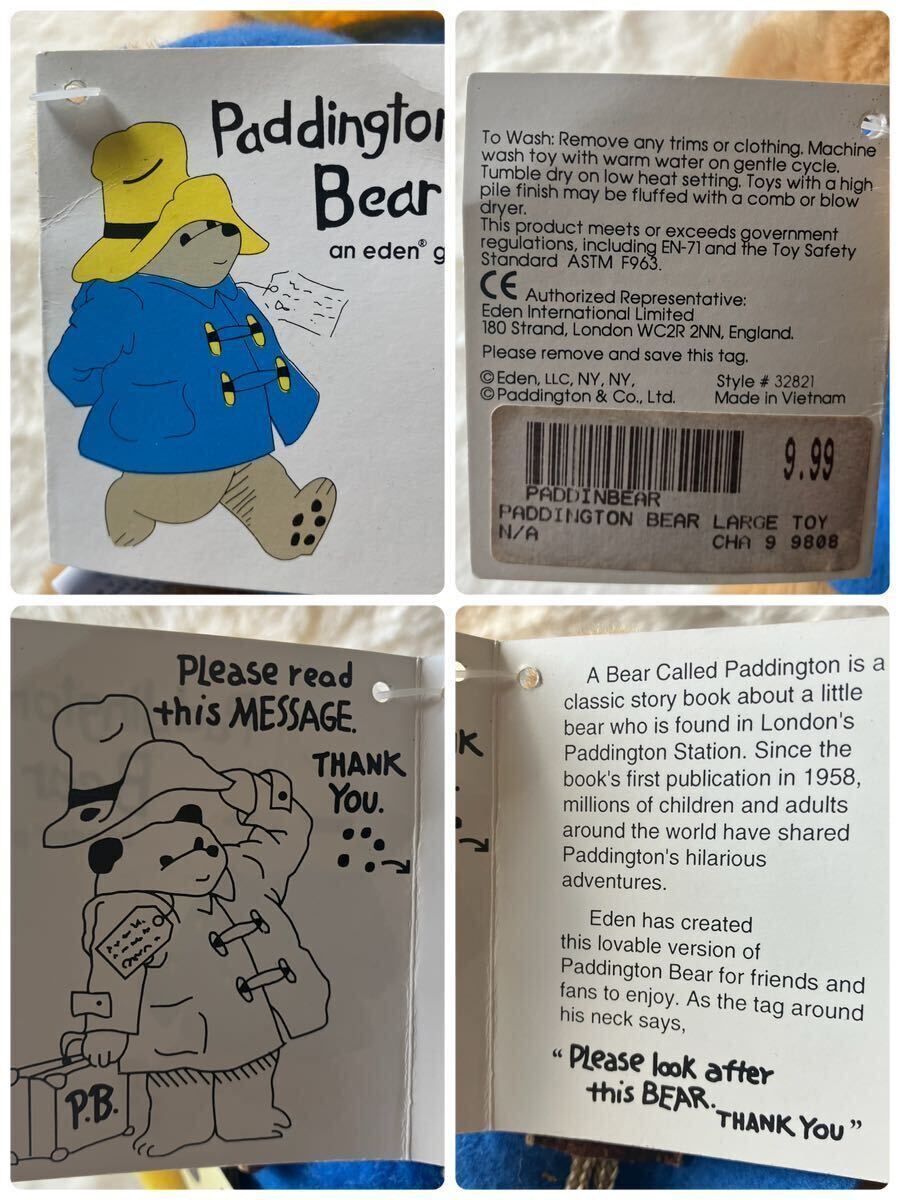 Paddington
Bear
an eden® g
To Wash: Remove any trims or clothing. Machine
wash toy with warm water on gentle cycle.
Tumble dry on low heat setting. Toys with a high
pile finish may be fluffed with a comb or blow
dryer.
This product meets or exceeds government
regulations, including EN-71 and the Toy Safety
Standard ASTM F963.
CE Authorized Representative:
Eden International Limited
180 Strand, London WC2R 2NN, England.
Please remove and save this tag.
©Eden, LLC, NY, NY, Style # 32821
©Paddington & Co., Ltd. Made in Vietnam
9.99
PADDINBEAR
PADDINGTON BEAR LARGE TOY
N/A CHA 9 9808
Please read
this MESSAGE.
THANK
YOU.
P.B.
K
A Bear Called Paddington is a
classic story book about a little
bear who is found in London's
Paddington Station. Since the
book's first publication in 1958,
millions of children and adults
around the world have shared
Paddington's hilarious
adventures.
Eden has created
this lovable version of
Paddington Bear for friends and
fans to enjoy. As the tag around
his neck says,
"Please look after
this BEAR.
THANK YOU"